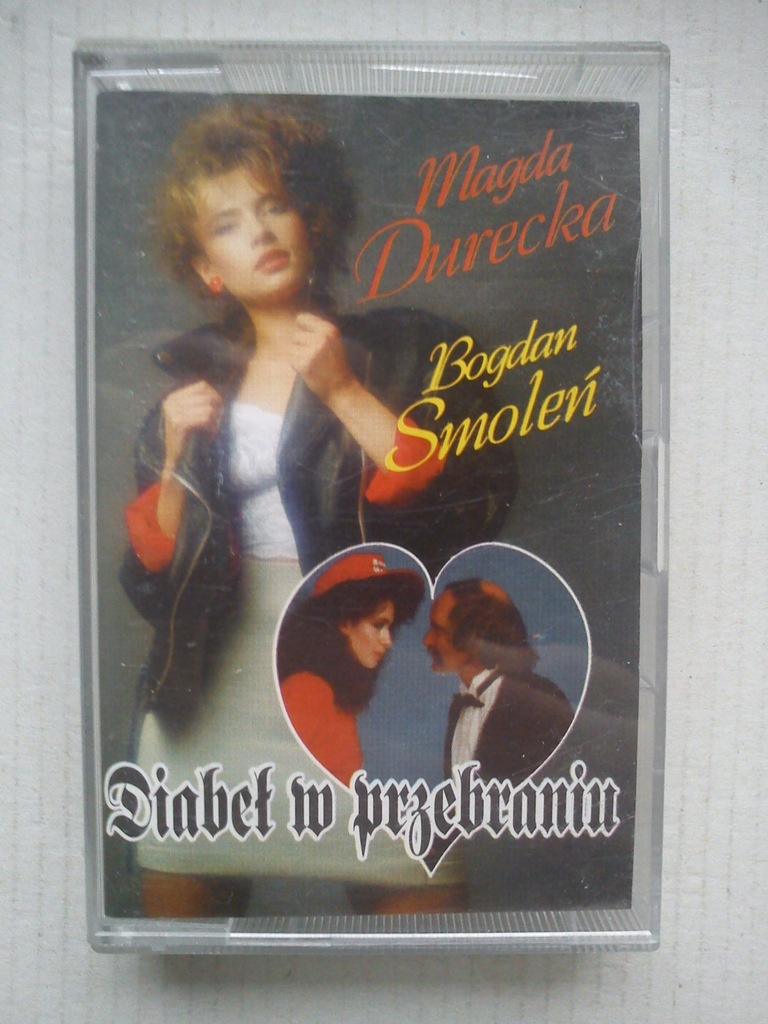 Magda
Durecka
Bogdan
Smoleń
Diabeł w przebraniu